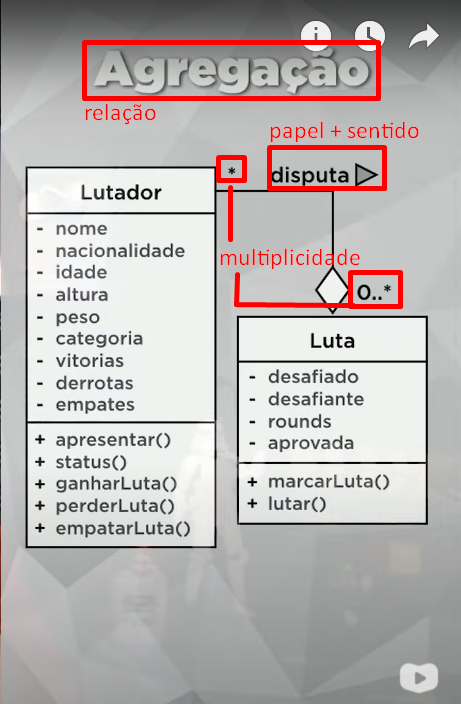 Agregação
relação
papel + sentido
* disputa
multiplicidade
0..*
Lutador
- nome
- nacionalidade
- idade
- altura
- peso
- categoria
- vitorias
- derrotas
- empates
+ apresentar()
+ status()
+ ganharLuta()
+ perderLuta()
+ empatarLuta()
Luta
- desafiado
- desafiante
- rounds
- aprovada
+ marcarLuta()
+ lutar()